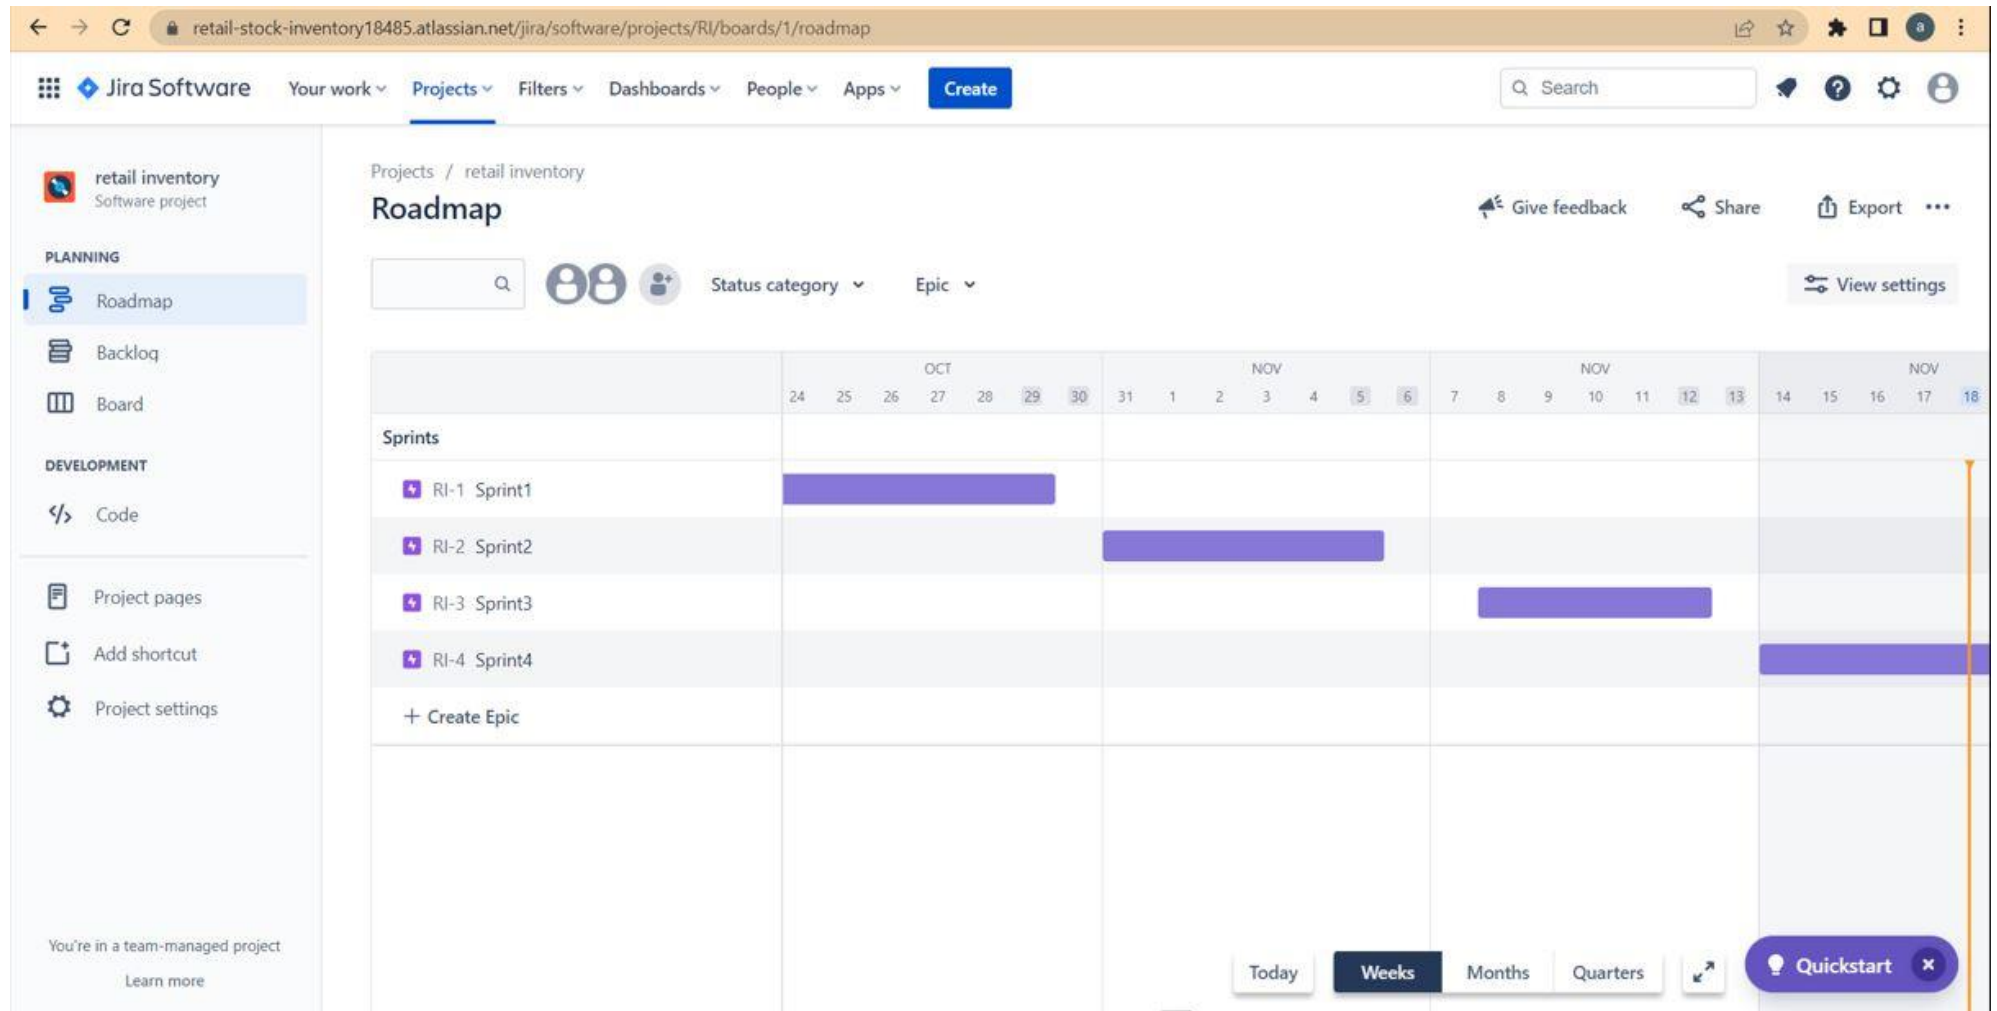 retail-stock-inventory18485.atlassian.net/jira/software/projects/RI/boards/1/roadmap
a
Jira Software Your work Projects Filters Dashboards People Apps Create Search
retail inventory
Software project
PLANNING
Roadmap
Backlog
Board
DEVELOPMENT
Code
Project pages
Add shortcut
Project settings
You're in a team-managed project
Learn more
Projects / retail inventory
Roadmap
Give feedback Share Export
Status category Epic View settings
OCT NOV NOV NOV
24 25 26 27 28 29 30 31 1 2 3 4 5 6 7 8 9 10 11 12 13 14 15 16 17 18
Sprints
RI-1 Sprint1
RI-2 Sprint2
RI-3 Sprint3
RI-4 Sprint4
+ Create Epic
Today Weeks Months Quarters Quickstart